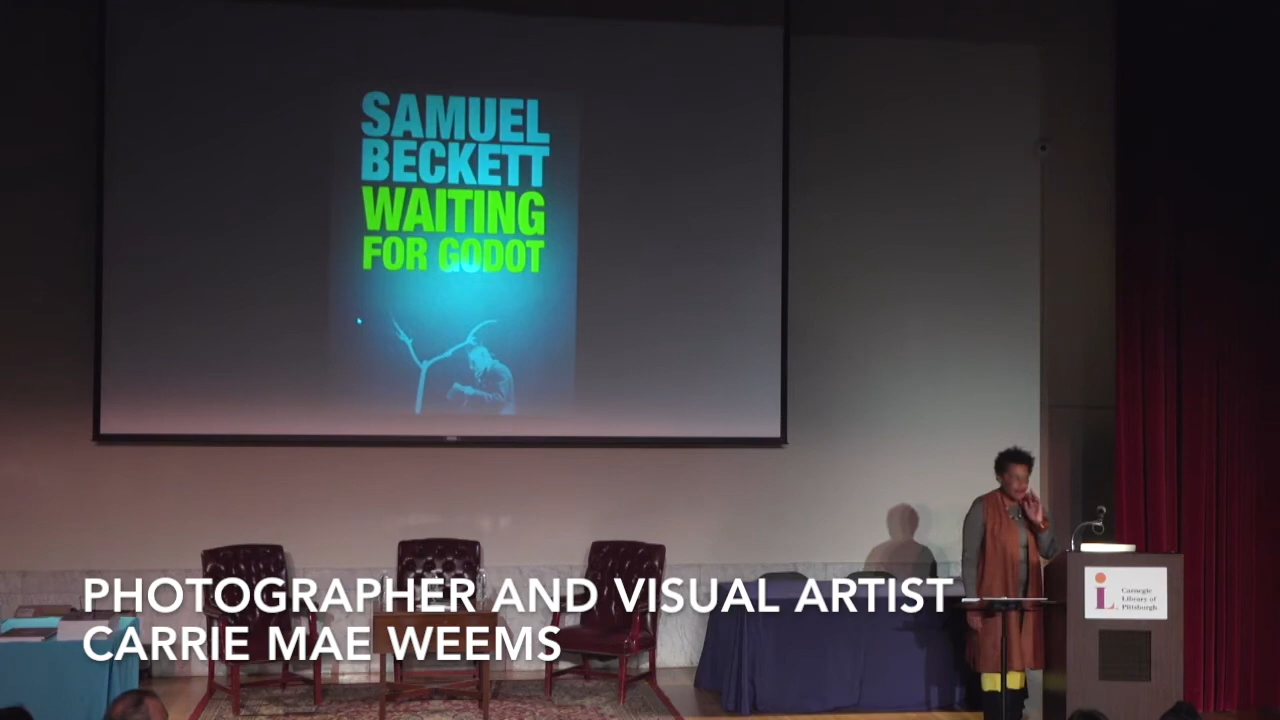 SAMUEL
BECKETT
WAITING
FOR GODOT
Carnegie
Library of
Pittsburgh
PHOTOGRAPHER AND VISUAL ARTIST
CARRIE MAE WEEMS